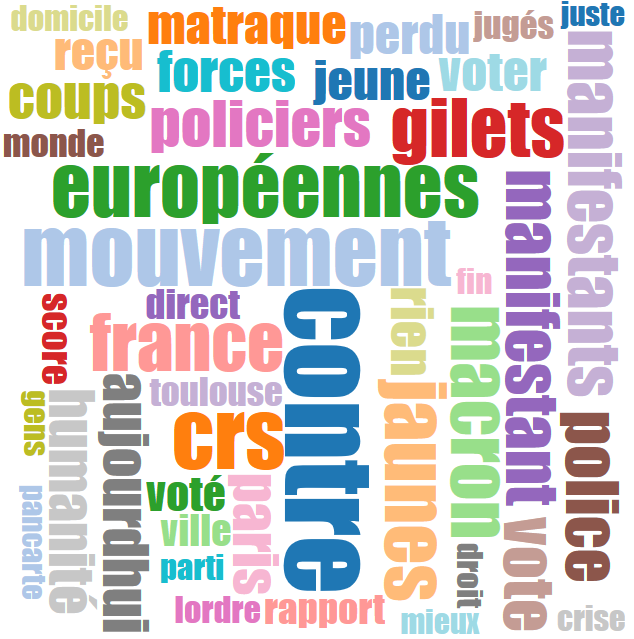 domicile
matraque
perdu
jugés
juste
reçu
forces
jeune
voter
coups
policiers
gilets
manifestants
monde
européennes
manifestant
mouvement
fin
score
direct
contre
rien
france
macron
aujourdhui
toulouse
jaunes
gens
humanité
crs
police
voté
paris
pancarte
ville
vote
parti
droit
lordre
rapport
mieux
crise